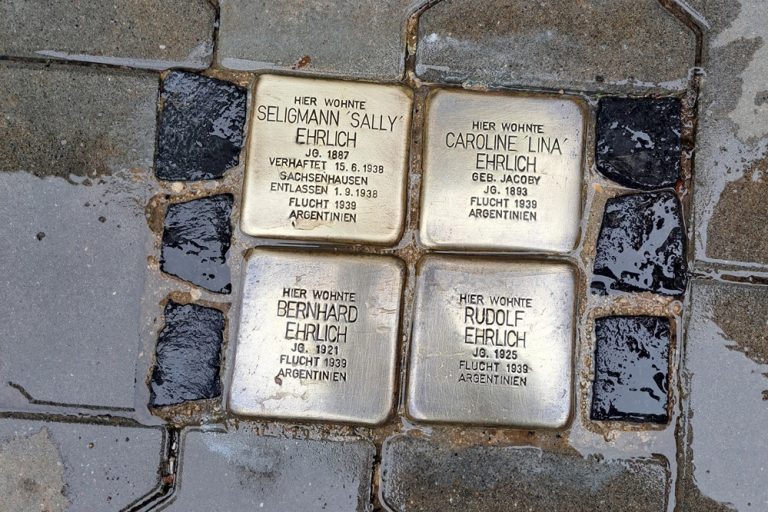 HIER WOHNTE
SELIGMANN 'SALLY'
EHRLICH
JG. 1887
VERHAFTET 15.6.1938
SACHSENHAUSEN
ENTLASSEN 1.9.1938
FLUCHT 1939
ARGENTINIEN
HIER WOHNTE
CAROLINE 'LINA'
EHRLICH
GEB. JACOBY
JG. 1893
FLUCHT 1939
ARGENTINIEN
HIER WOHNTE
BERNHARD
EHRLICH
JG. 1921
FLUCHT 1939
ARGENTINIEN
HIER WOHNTE
RUDOLF
EHRLICH
JG. 1925
FLUCHT 1939
ARGENTINIEN